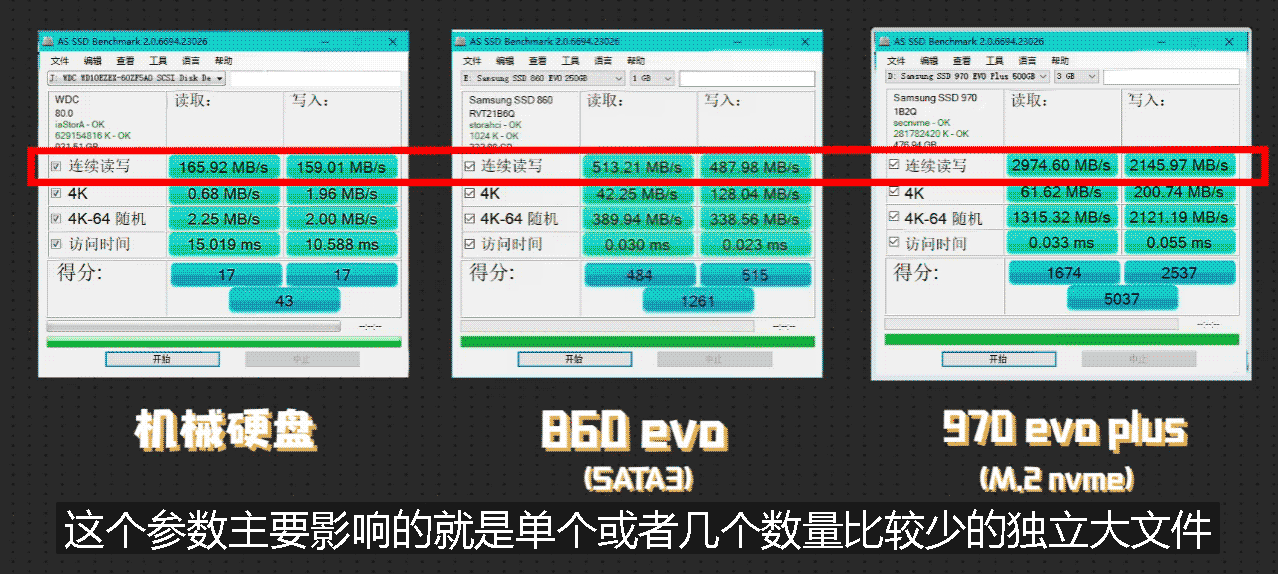 AS SSD Benchmark 2.0.6694.23026
文件 编辑 查看 工具 语言 帮助
J: WDC WD10EZEX-60ZF5A0 SCSI Disk De
WDC
80.0
iaStorA - OK
629154816 K - OK
931.51 GB
读取: 写入:
连续读写 165.92 MB/s 159.01 MB/s
4K 0.68 MB/s 1.96 MB/s
4K-64 随机 2.25 MB/s 2.00 MB/s
访问时间 15.019 ms 10.588 ms
得分: 17 17
43
--:--:--
开始 中止
机械硬盘
AS SSD Benchmark 2.0.6694.23026
文件 编辑 查看 工具 语言 帮助
E: Samsung SSD 860 EVO 250GB 1 GB
Samsung SSD 860
RVT21B6Q
storahci - OK
1024 K - OK
读取: 写入:
连续读写 513.21 MB/s 487.98 MB/s
4K 42.25 MB/s 128.04 MB/s
4K-64 随机 389.94 MB/s 338.56 MB/s
访问时间 0.030 ms 0.023 ms
得分: 484 515
1261
--:--:--
开始 中止
860 evo
(SATA3)
AS SSD Benchmark 2.0.6694.23026
文件 编辑 查看 工具 语言 帮助
D: Samsung SSD 970 EVO Plus 500GB 3 GB
Samsung SSD 970
1B2Q
secnvme - OK
281782420 K - OK
476.94 GB
读取: 写入:
连续读写 2974.60 MB/s 2145.97 MB/s
4K 61.62 MB/s 200.74 MB/s
4K-64 随机 1315.32 MB/s 2121.19 MB/s
访问时间 0.033 ms 0.055 ms
得分: 1674 2537
5037
--:--:--
开始 中止
970 evo plus
(M.2 nvme)
这个参数主要影响的就是单个或者几个数量比较少的独立大文件